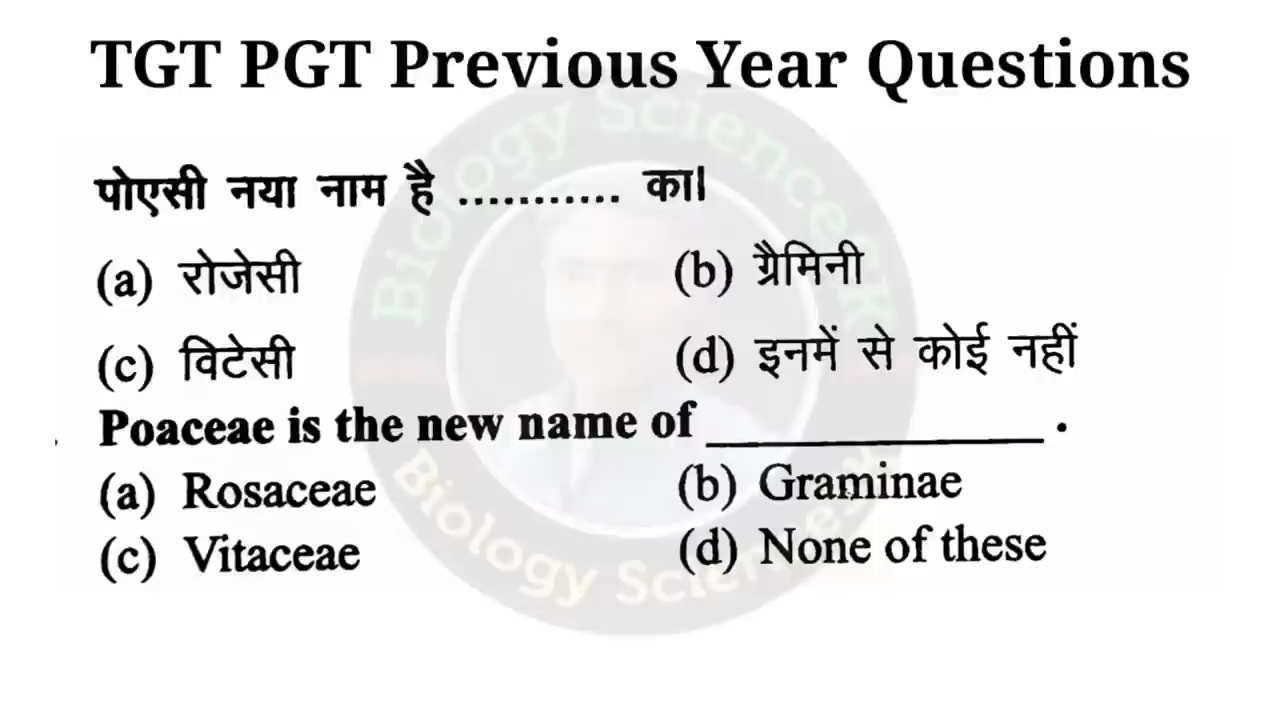 TGT PGT Previous Year Questions
पोएसी नया नाम है ........... का।
(a) रोजेसी (b) ग्रैमिनी
(c) विटेसी (d) इनमें से कोई नहीं
Poaceae is the new name of ______________ .
(a) Rosaceae (b) Graminae
(c) Vitaceae (d) None of these